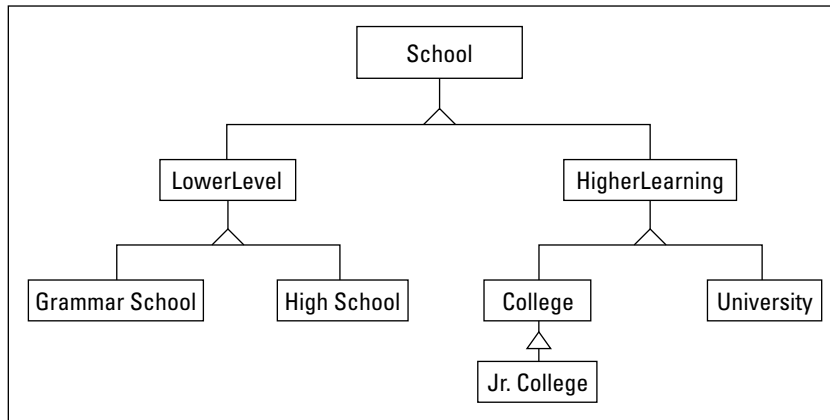 School
LowerLevel
HigherLearning
Grammar School
High School
College
University
Jr. College